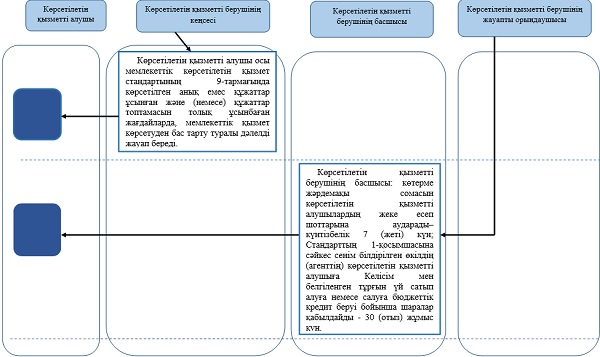 Көрсетілетін
қызметті алушы
Көрсетілетін қызметті берушінің
кеңсесі
Көрсетілетін қызметті
берушінің басшысы
Көрсетілетін қызметті берушінің
жауапты орындаушысы
Көрсетілетін қызметті алушы осы
мемлекеттік көрсетілетін қызмет
стандартының 9-тармағында
көрсетілген анық емес құжаттар
ұсынған және (немесе) құжаттар
топтамасын толық ұсынбаған
жағдайларда, мемлекеттік қызмет
көрсетуден бас тарту туралы дәлелді
жауап береді.
Көрсетілетін қызметті
берушінің басшысы: көтерме
жәрдемақы сомасын
көрсетілетін қызметті
алушылардың жеке есеп
шоттарына аударады–
күнтізбелік 7 (жеті) күн;
Стандарттың 1-қосымшасына
сәйкес сенім білдірілген өкілдің
(агенттің) көрсетілетін қызметті
алушыға Келісім мен
белгіленген тұрғын үй сатып
алуға немесе салуға бюджеттік
кредит беруі бойынша шаралар
қабылдайды - 30 (отыз) жұмыс
күн.